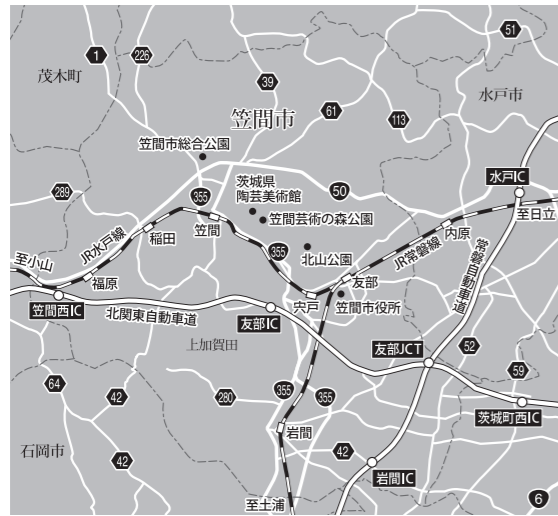 51
茂木町
1
226
39
水戸市
61
笠間市
113
笠間市総合公園
水戸IC
289
355
茨城県
陶芸美術館
50
至日立
笠間芸術の森公園
笠間
内原
JR水戸線
稲田
355
北山公園
JR常磐線
常磐自動車道
至小山
福原
友部
宍戸
笠間市役所
笠間西IC
北関東自動車道
友部IC
上加賀田
友部JCT
52
64
42
280
355
355
59
茨城町西IC
石岡市
岩間
42
42
岩間IC
至土浦
6